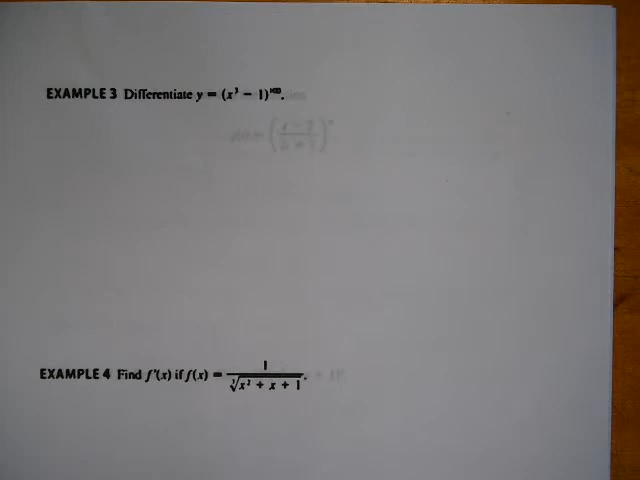 EXAMPLE 3 Differentiate y = (x³ − 1)¹⁰⁰.
EXAMPLE 4 Find f′(x) if f(x) = 1/∛(x² + x + 1).